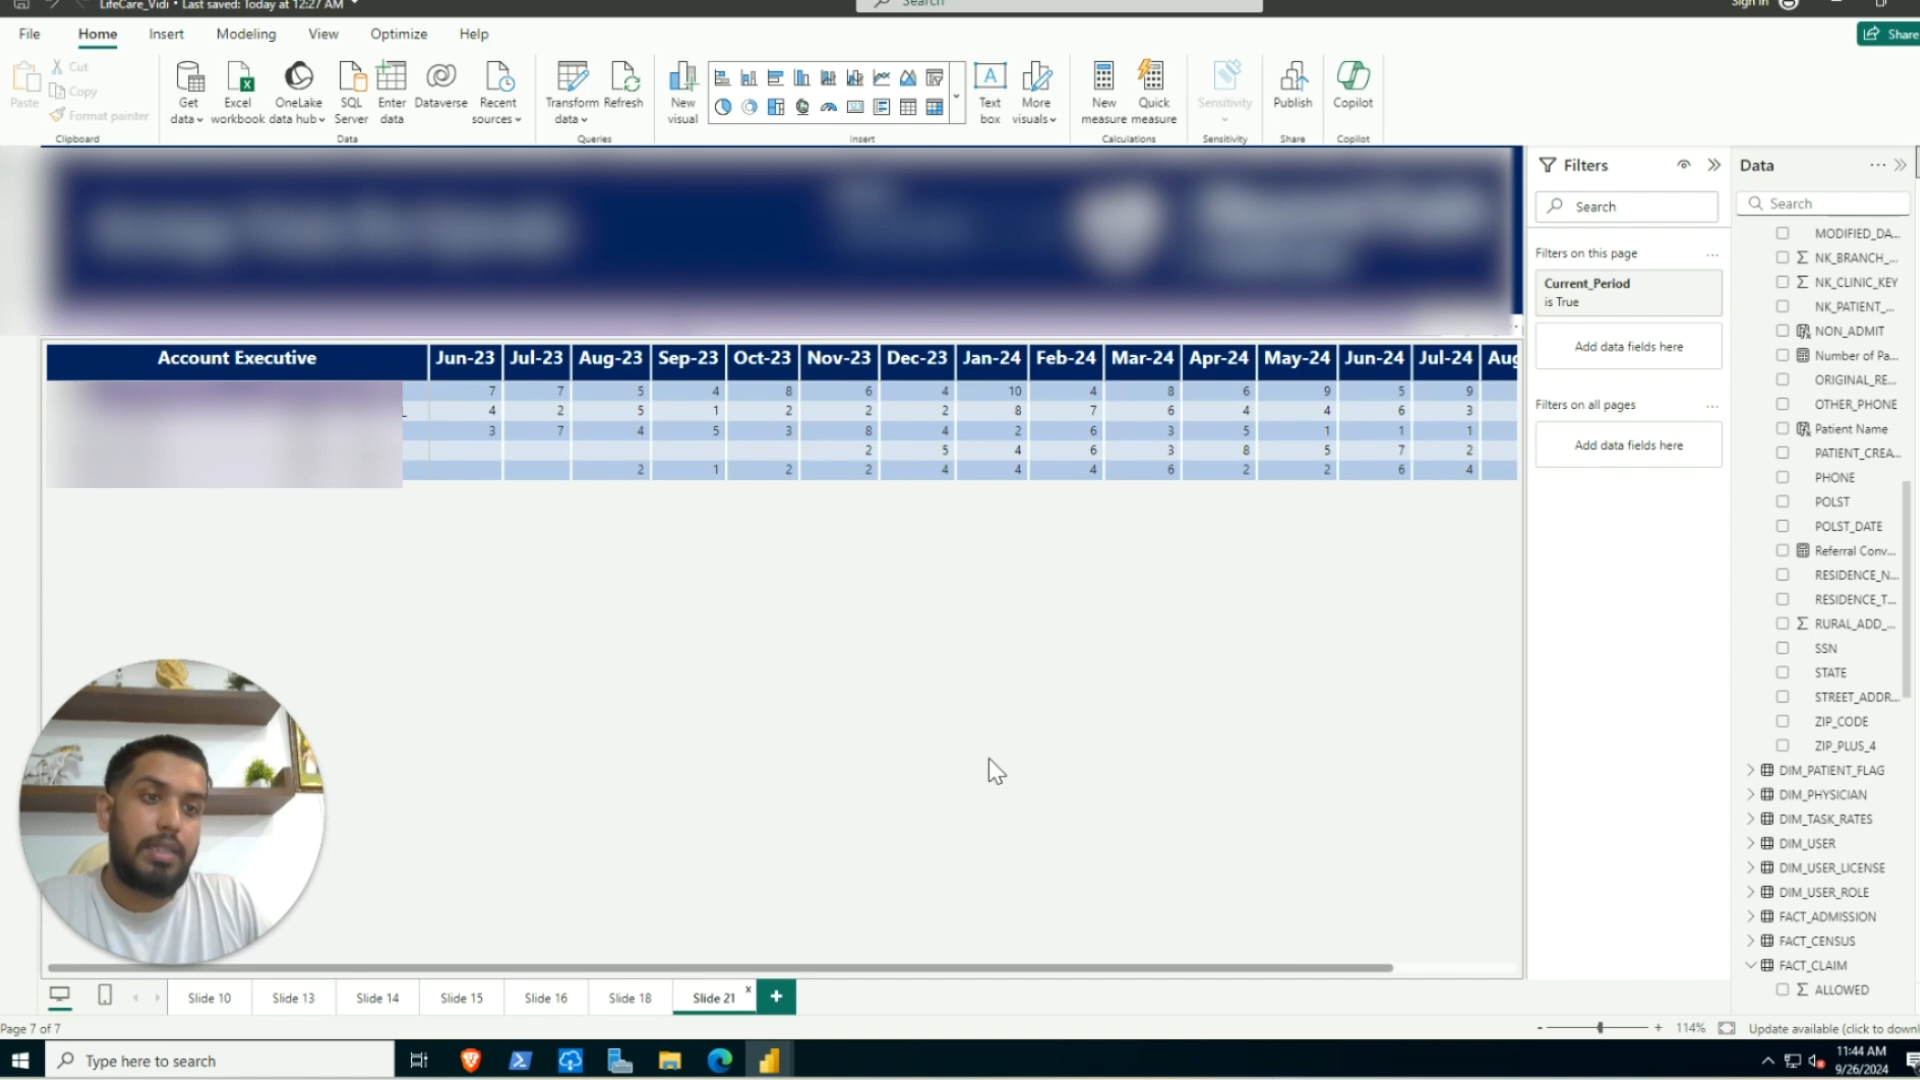 LifeCare_Vidi • Last saved: Today at 12:27 AM
Search
Sign in
File Home Insert Modeling View Optimize Help
Share
Paste
Cut
Copy
Format painter
Clipboard
Get data
Excel workbook
OneLake data hub
SQL Server
Enter data
Dataverse
Recent sources
Data
Transform data
Refresh
Queries
New visual
Text box
More visuals
Insert
New measure
Quick measure
Calculations
Sensitivity
Sensitivity
Publish
Share
Copilot
Copilot
Account Executive Jun-23 Jul-23 Aug-23 Sep-23 Oct-23 Nov-23 Dec-23 Jan-24 Feb-24 Mar-24 Apr-24 May-24 Jun-24 Jul-24 Aug
7 7 5 4 8 6 4 10 4 8 6 9 5 9
4 2 5 1 2 2 2 8 7 6 4 4 6 3
3 7 4 5 3 8 4 2 6 3 5 1 1 1
2 5 4 6 3 8 5 7 2
2 1 2 2 4 4 4 6 2 2 6 4
Filters
Search
Filters on this page
Current_Period
is True
Add data fields here
Filters on all pages
Add data fields here
Data
Search
MODIFIED_DA...
NK_BRANCH_...
NK_CLINIC_KEY
NK_PATIENT_...
NON_ADMIT
Number of Pa...
ORIGINAL_RE...
OTHER_PHONE
Patient Name
PATIENT_CREA...
PHONE
POLST
POLST_DATE
Referral Conv...
RESIDENCE_N...
RESIDENCE_T...
RURAL_ADD_...
SSN
STATE
STREET_ADDR...
ZIP_CODE
ZIP_PLUS_4
DIM_PATIENT_FLAG
DIM_PHYSICIAN
DIM_TASK_RATES
DIM_USER
DIM_USER_LICENSE
DIM_USER_ROLE
FACT_ADMISSION
FACT_CENSUS
FACT_CLAIM
ALLOWED
Slide 10 Slide 13 Slide 14 Slide 15 Slide 16 Slide 18 Slide 21
Page 7 of 7
114%
Update available (click to downl
Type here to search
11:44 AM
9/26/2024